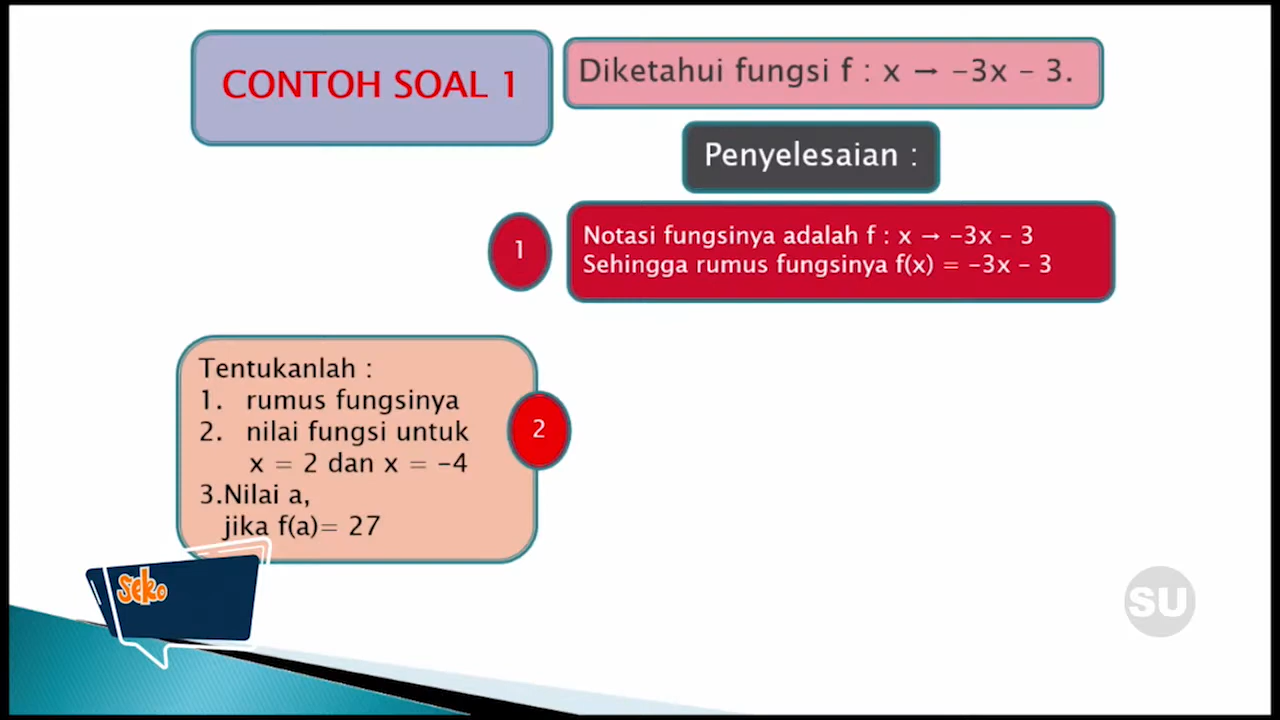 CONTOH SOAL 1
Diketahui fungsi f : x → -3x - 3.
Penyelesaian :
1
Notasi fungsinya adalah f : x → -3x - 3
Sehingga rumus fungsinya f(x) = -3x - 3
Tentukanlah :
1. rumus fungsinya
2. nilai fungsi untuk
x = 2 dan x = -4
3.Nilai a,
jika f(a)= 27
2
Seko
SU